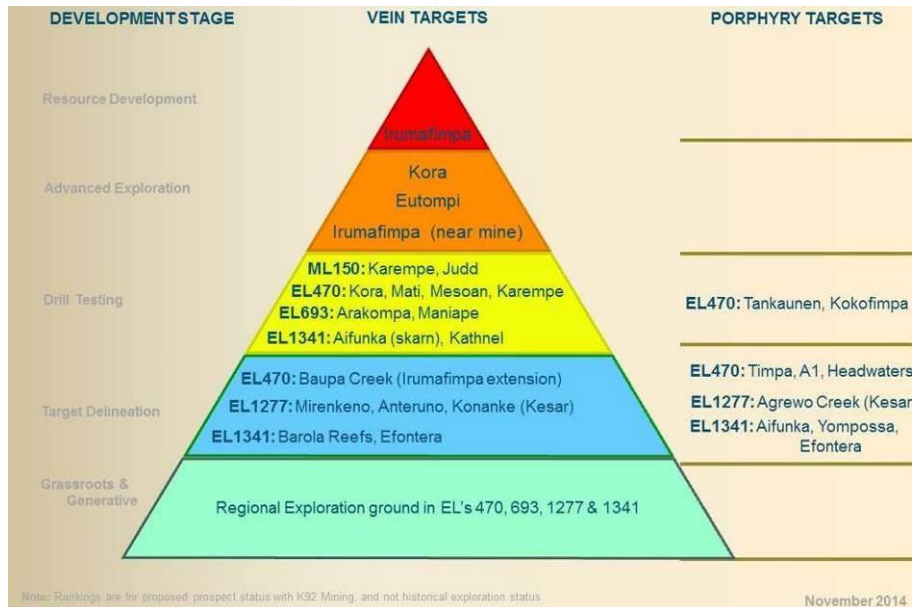 DEVELOPMENT STAGE
VEIN TARGETS
PORPHYRY TARGETS
Resource Development
Irumafimpa
Advanced Exploration
Kora
Eutompi
Irumafimpa (near mine)
Drill Testing
ML150: Karempe, Judd
EL470: Kora, Mati, Mesoan, Karempe
EL693: Arakompa, Maniape
EL1341: Aifunka (skarn), Kathnel
EL470: Tankaunen, Kokofimpa
Target Delineation
EL470: Baupa Creek (Irumafimpa extension)
EL1277: Mirenkeno, Anteruno, Konanke (Kesar)
EL1341: Barola Reefs, Efontera
EL470: Timpa, A1, Headwaters
EL1277: Agrewo Creek (Kesar
EL1341: Aifunka, Yompossa,
Efontera
Grassroots &
Generative
Regional Exploration ground in EL's 470, 693, 1277 & 1341
Note: Rankings are for proposed prospect status with K92 Mining, and not historical exploration status
November 2014